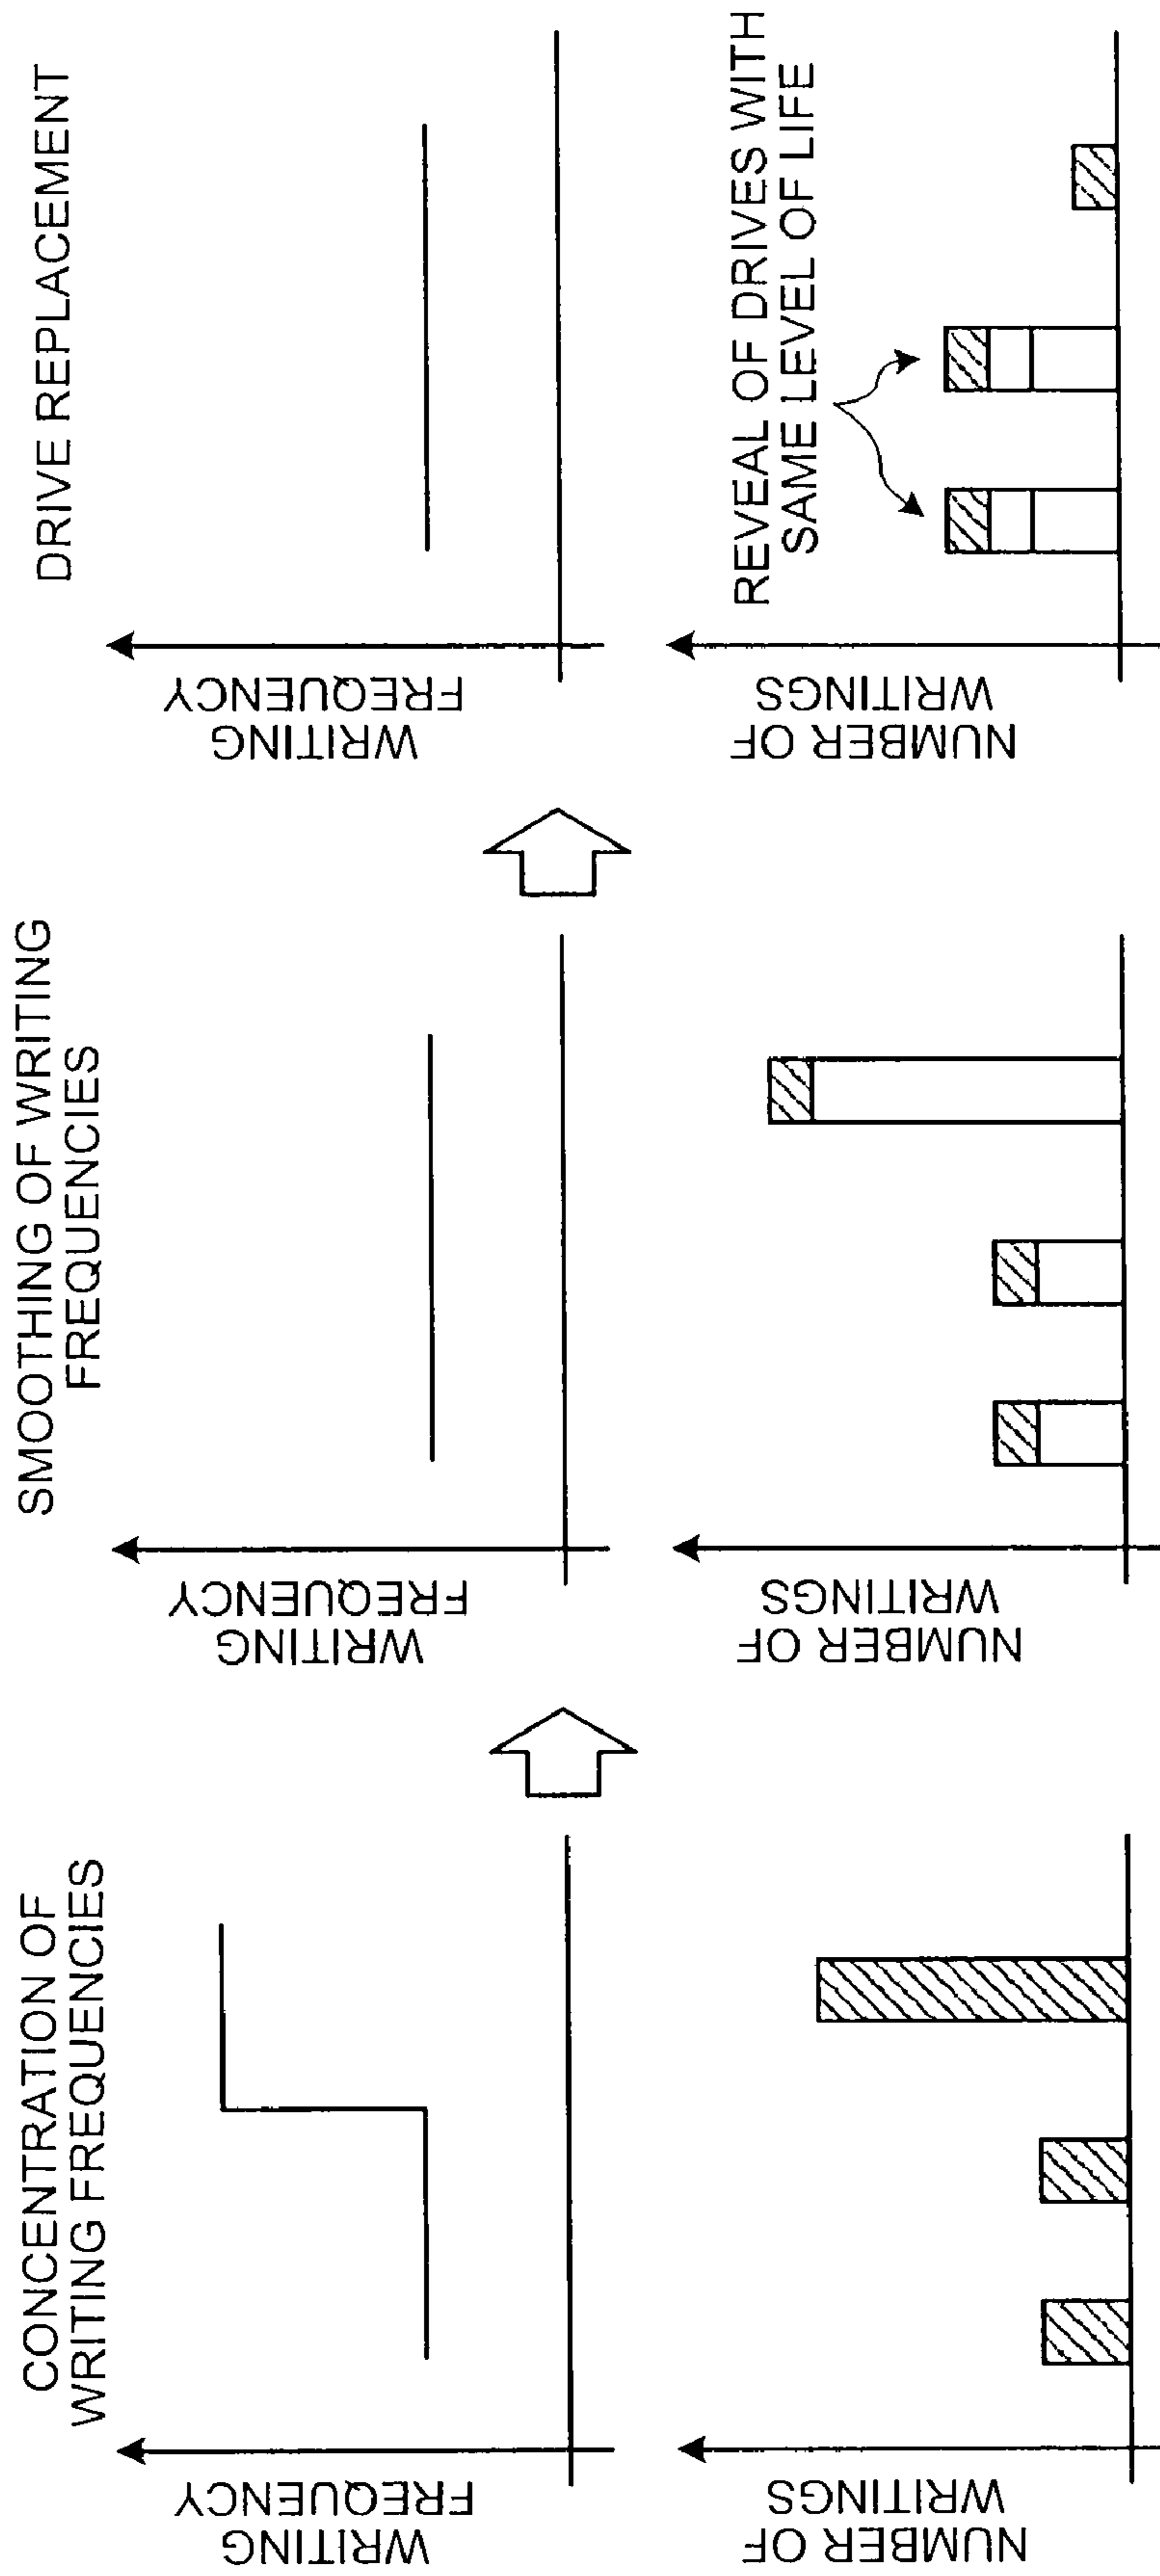 CONCENTRATION OF
WRITING FREQUENCIES
WRITING
FREQUENCY
NUMBER OF
WRITINGS
SMOOTHING OF WRITING
FREQUENCIES
WRITING
FREQUENCY
NUMBER OF
WRITINGS
DRIVE REPLACEMENT
WRITING
FREQUENCY
REVEAL OF DRIVES WITH
SAME LEVEL OF LIFE
NUMBER OF
WRITINGS